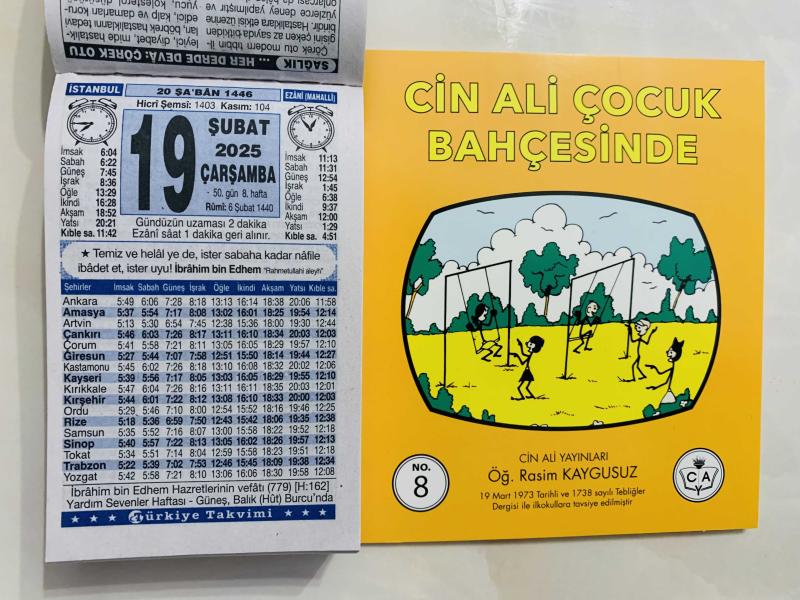 SAĞLIK ... HER DERDE DEVÂ: ÇÖREK OTU
Çörek otu modern tıbbın il-
İSTANBUL
20 ŞA'BÂN 1446
EZÂNÎ (MAHALLÎ)
Hicrî Şemsî: 1403 Kasım: 104
19
ŞUBAT
2025
ÇARŞAMBA
50. gün 8. hafta
Rûmî: 6 Şubat 1440
İmsak 6:04
Sabah 6:22
Güneş 7:45
İşrak 8:36
Öğle 13:29
İkindi 16:28
Akşam 18:52
Yatsı 20:21
Kıble sa. 11:42
İmsak 11:13
Sabah 11:31
Güneş 12:54
İşrak 1:45
Öğle 6:38
İkindi 9:37
Akşam 12:00
Yatsı 1:29
Kıble sa. 4:51
Gündüzün uzaması 2 dakika
Ezânî sâat 1 dakika geri alınır.
★ Temiz ve helâl ye de, ister sabaha kadar nâfile
ibâdet et, ister uyu! İbrâhim bin Edhem "Rahmetullahi aleyh"
Şehirler İmsak Sabah Güneş İşrak Öğle İkindi Akşam Yatsı Kıble sa.
Ankara 5:49 6:06 7:28 8:18 13:13 16:14 18:38 20:06 11:58
Amasya 5:37 5:54 7:17 8:08 13:02 16:01 18:25 19:54 12:14
Artvin 5:13 5:30 6:54 7:45 12:38 15:36 18:00 19:30 12:44
Çankırı 5:46 6:03 7:26 8:17 13:11 16:10 18:34 20:03 12:03
Çorum 5:41 5:58 7:21 8:11 13:05 16:05 18:29 19:57 12:10
Giresun 5:27 5:44 7:07 7:58 12:51 15:50 18:14 19:44 12:27
Kastamonu 5:45 6:02 7:26 8:18 13:10 16:08 18:32 20:02 12:06
Kayseri 5:39 5:56 7:17 8:05 13:03 16:05 18:29 19:55 12:10
Kırıkkale 5:47 6:04 7:26 8:16 13:11 16:11 18:35 20:03 12:01
Kırşehir 5:44 6:01 7:22 8:12 13:08 16:10 18:33 20:00 12:03
Ordu 5:29 5:46 7:10 8:00 12:54 15:52 18:16 19:46 12:25
Rize 5:18 5:36 6:59 7:50 12:43 15:42 18:06 19:35 12:38
Samsun 5:35 5:52 7:16 8:07 13:00 15:58 18:22 19:52 12:18
Sinop 5:40 5:57 7:22 8:13 13:05 16:02 18:26 19:57 12:13
Tokat 5:34 5:51 7:14 8:04 12:59 15:58 18:23 19:51 12:18
Trabzon 5:22 5:39 7:02 7:53 12:46 15:45 18:09 19:38 12:34
Yozgat 5:42 5:58 7:21 8:10 13:06 16:06 18:30 19:58 12:08
İbrâhim bin Edhem Hazretlerinin vefâtı (779) [H:162]
Yardım Sevenler Haftası - Güneş, Balık (Hût) Burcu'nda
Türkiye Takvimi
CİN ALİ ÇOCUK
BAHÇESİNDE
CİN ALİ YAYINLARI
Öğ. Rasim KAYGUSUZ
19 Mart 1973 Tarihli ve 1738 sayılı Tebliğler
Dergisi ile ilkokullara tavsiye edilmiştir
NO.
8
C A
Y